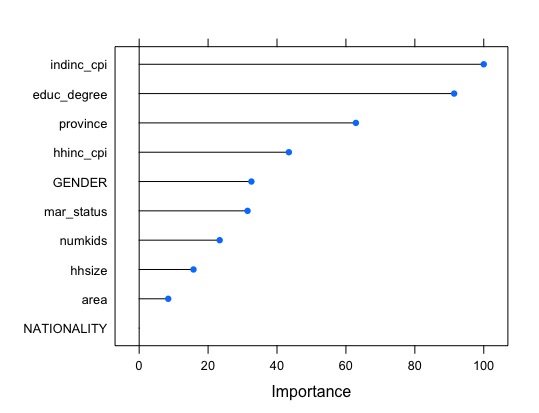 indinc_cpi
educ_degree
province
hhinc_cpi
GENDER
mar_status
numkids
hhsize
area
NATIONALITY
0 20 40 60 80 100
Importance